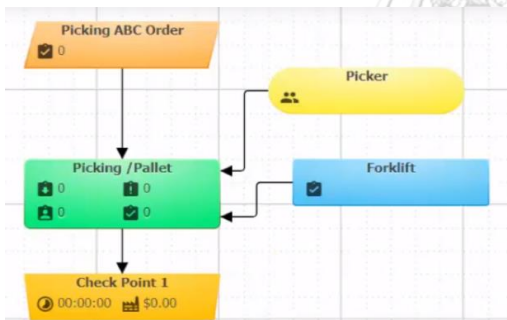 Picking ABC Order
0
Picker
Picking /Pallet
0 0
0 0
Forklift
Check Point 1
00:00:00 $0.00